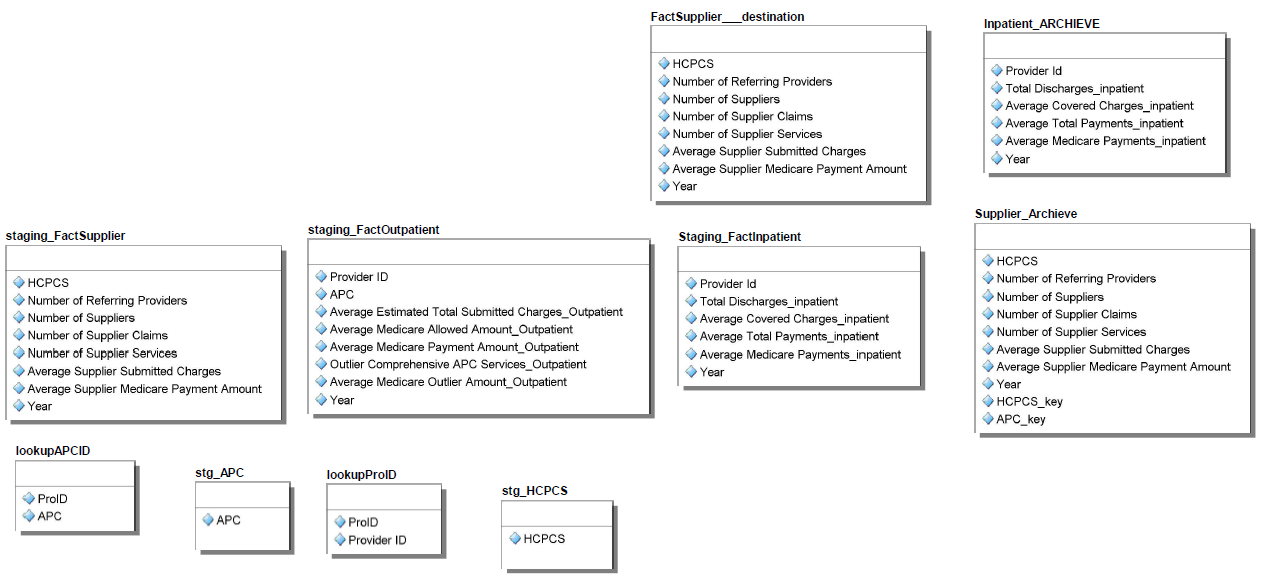 FactSupplier___destination
HCPCS
Number of Referring Providers
Number of Suppliers
Number of Supplier Claims
Number of Supplier Services
Average Supplier Submitted Charges
Average Supplier Medicare Payment Amount
Year
Inpatient_ARCHIEVE
Provider Id
Total Discharges_inpatient
Average Covered Charges_inpatient
Average Total Payments_inpatient
Average Medicare Payments_inpatient
Year
staging_FactSupplier
HCPCS
Number of Referring Providers
Number of Suppliers
Number of Supplier Claims
Number of Supplier Services
Average Supplier Submitted Charges
Average Supplier Medicare Payment Amount
Year
staging_FactOutpatient
Provider ID
APC
Average Estimated Total Submitted Charges_Outpatient
Average Medicare Allowed Amount_Outpatient
Average Medicare Payment Amount_Outpatient
Outlier Comprehensive APC Services_Outpatient
Average Medicare Outlier Amount_Outpatient
Year
Staging_FactInpatient
Provider Id
Total Discharges_inpatient
Average Covered Charges_inpatient
Average Total Payments_inpatient
Average Medicare Payments_inpatient
Year
Supplier_Archieve
HCPCS
Number of Referring Providers
Number of Suppliers
Number of Supplier Claims
Number of Supplier Services
Average Supplier Submitted Charges
Average Supplier Medicare Payment Amount
Year
HCPCS_key
APC_key
lookupAPCID
ProID
APC
stg_APC
APC
lookupProID
ProID
Provider ID
stg_HCPCS
HCPCS